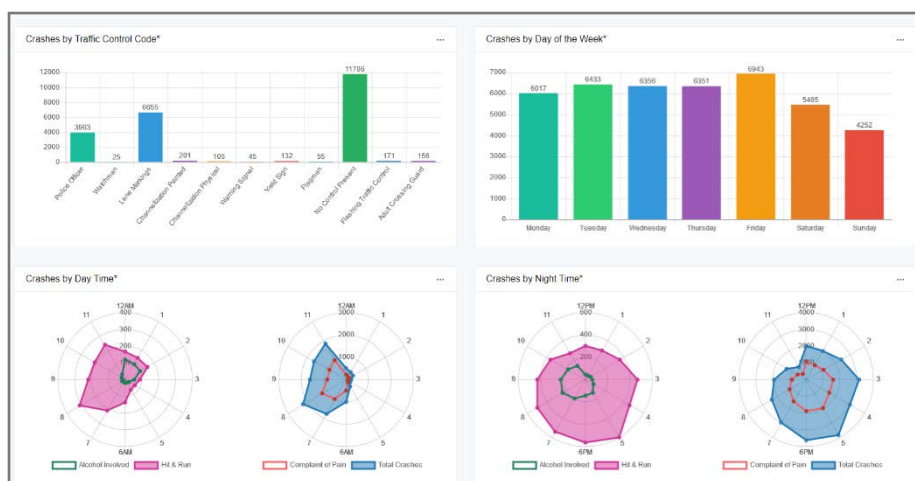 Crashes by Traffic Control Code*
...
12000
10000
8000
6000
4000
2000
0
3963
25
6655
201
105
45
132
55
11786
171
156
Police Officer
Watchman
Lane Markings
Channelization Painted
Channelization Physical
Warning Signal
Yield Sign
Flagman
No Control Present
Flashing Traffic Control
Adult Crossing Guard
Crashes by Day of the Week*
...
7000
6000
5000
4000
3000
2000
1000
0
6017
6433
6356
6351
6943
5465
4252
Monday
Tuesday
Wednesday
Thursday
Friday
Saturday
Sunday
Crashes by Day Time*
...
12AM
400
300
200
0
11
1
10
2
9
3
8
4
7
5
6AM
Alcohol Involved
Hit & Run
12AM
3000
2000
1000
0
11
1
10
2
9
3
8
4
7
5
6AM
Complaint of Pain
Total Crashes
Crashes by Night Time*
...
12PM
600
400
200
0
11
1
10
2
9
3
8
4
7
5
6PM
Alcohol Involved
Hit & Run
12PM
4000
3000
2000
0
11
1
10
2
9
3
8
4
7
5
6PM
Complaint of Pain
Total Crashes